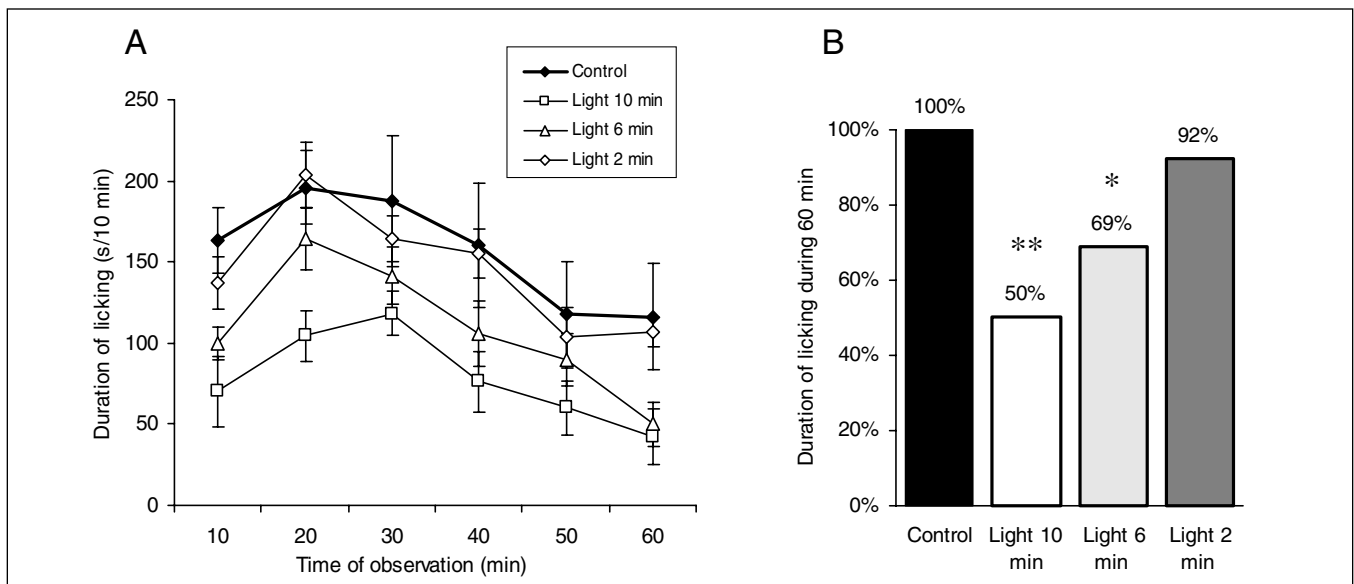 A
Control
Light 10 min
Light 6 min
Light 2 min
Duration of licking (s/10 min)
250
200
150
100
50
0
10 20 30 40 50 60
Time of observation (min)
B
Duration of licking during 60 min
100%
80%
60%
40%
20%
0%
100%
**
50%
*
69%
92%
Control
Light 10
min
Light 6
min
Light 2
min